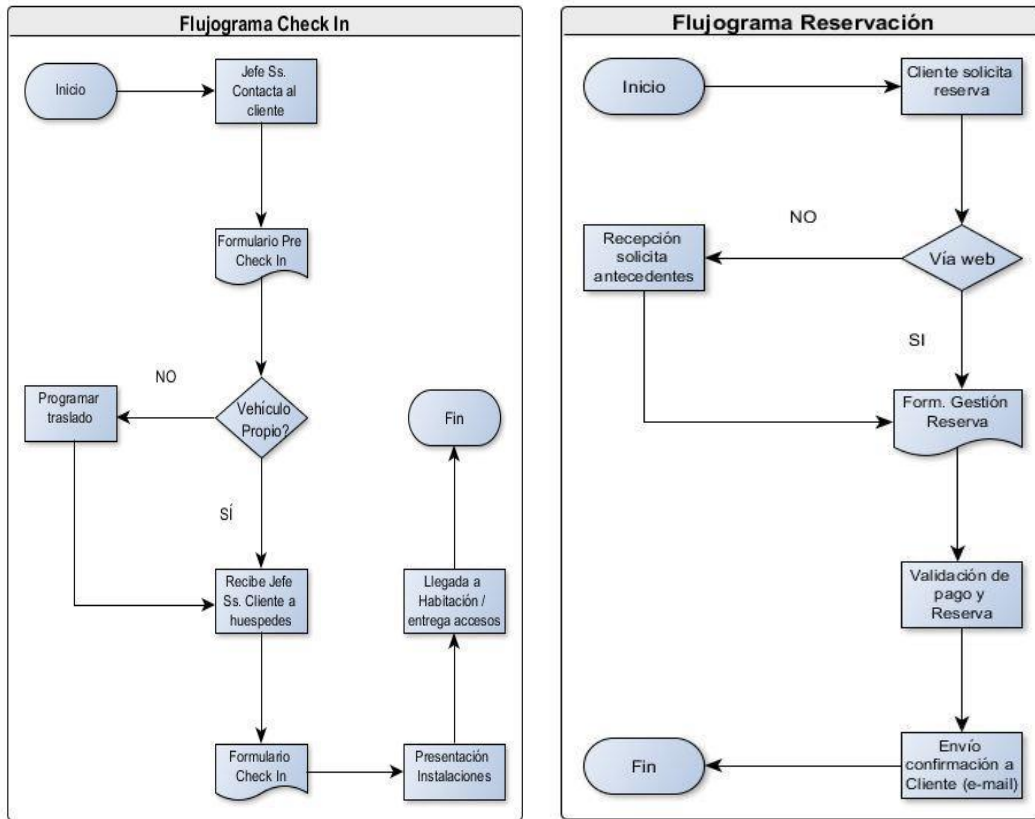 Flujograma Check In
Inicio
Jefe Ss.
Contacta al
cliente
Formulario Pre
Check In
NO
Programar
traslado
Vehículo
Propio?
Fin
SÍ
Recibe Jefe
Ss. Cliente a
huespedes
Llegada a
Habitación /
entrega accesos
Formulario
Check In
Presentación
Instalaciones
Flujograma Reservación
Inicio
Cliente solicita
reserva
NO
Recepción
solicita
antecedentes
Vía web
SI
Form. Gestión
Reserva
Validación de
pago y
Reserva
Envío
confirmación a
Cliente (e-mail)
Fin